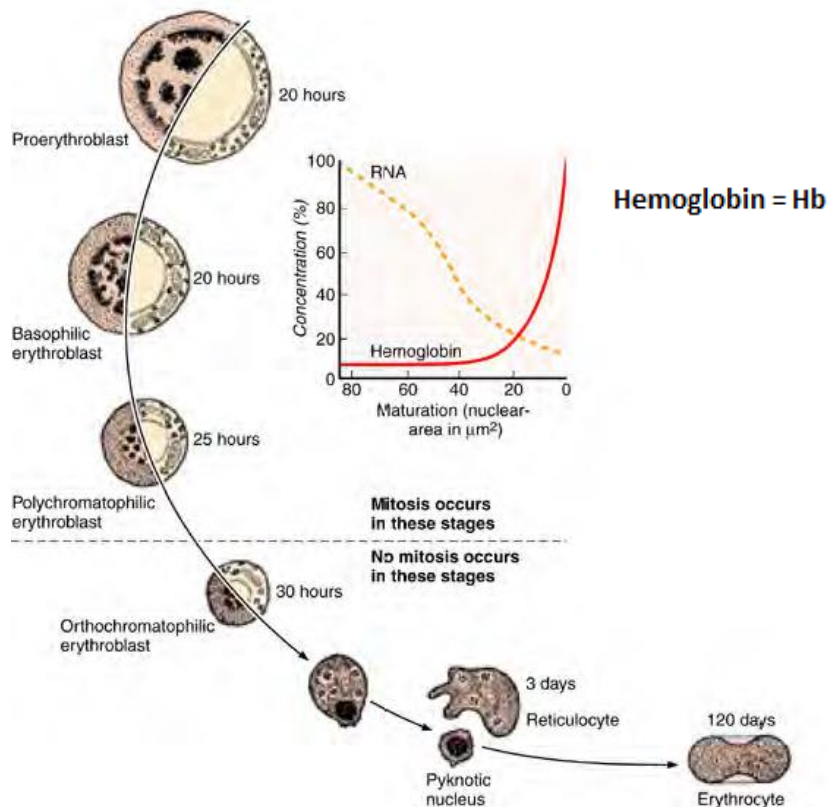 20 hours
Proerythroblast
100
80
60
40
20
0
Concentration (%)
RNA
Hemoglobin
80
60
40
20
0
Maturation (nuclear-
area in μm²)
Hemoglobin = Hb
20 hours
Basophilic
erythroblast
25 hours
Polychromatophilic
erythroblast
Mitosis occurs
in these stages
No mitosis occurs
in these stages
30 hours
Orthochromatophilic
erythroblast
3 days
Reticulocyte
Pyknotic
nucleus
120 days
Erythrocyte